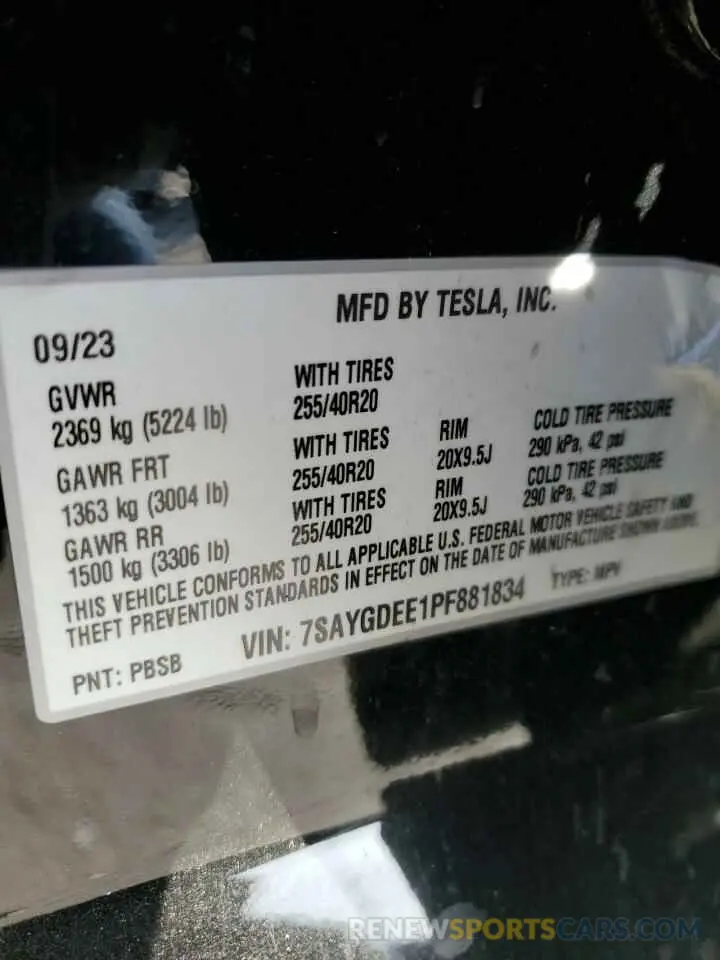 MFD BY TESLA, INC.
09/23
GVWR
2369 kg (5224 lb)
WITH TIRES
255/40R20
GAWR FRT
1363 kg (3004 lb)
WITH TIRES
255/40R20
RIM
20X9.5J
COLD TIRE PRESSURE
290 kPa, 42 psi
GAWR RR
1500 kg (3306 lb)
WITH TIRES
255/40R20
RIM
20X9.5J
COLD TIRE PRESSURE
290 kPa, 42 psi
THIS VEHICLE CONFORMS TO ALL APPLICABLE U.S. FEDERAL MOTOR VEHICLE SAFETY AND
THEFT PREVENTION STANDARDS IN EFFECT ON THE DATE OF MANUFACTURE SHOWN ABOVE.
PNT: PBSB
VIN: 7SAYGDEE1PF881834
TYPE: MPV
RENEWSPORTSCARS.COM